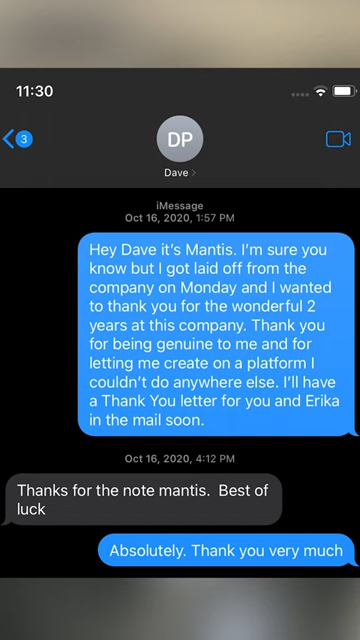 11:30
3
DP
Dave
iMessage
Oct 16, 2020, 1:57 PM
Hey Dave it's Mantis. I'm sure you
know but I got laid off from the
company on Monday and I wanted
to thank you for the wonderful 2
years at this company. Thank you
for being genuine to me and for
letting me create on a platform I
couldn't do anywhere else. I'll have
a Thank You letter for you and Erika
in the mail soon.
Oct 16, 2020, 4:12 PM
Thanks for the note mantis.  Best of
luck
Absolutely. Thank you very much